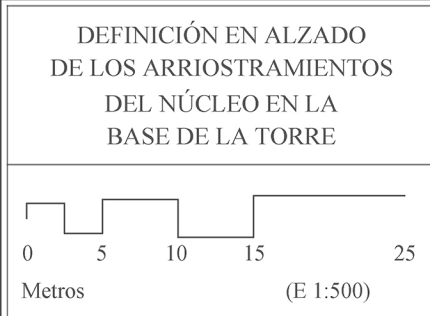 DEFINICIÓN EN ALZADO
DE LOS ARRIOSTRAMIENTOS
DEL NÚCLEO EN LA
BASE DE LA TORRE
0 5 10 15 25
Metros (E 1:500)